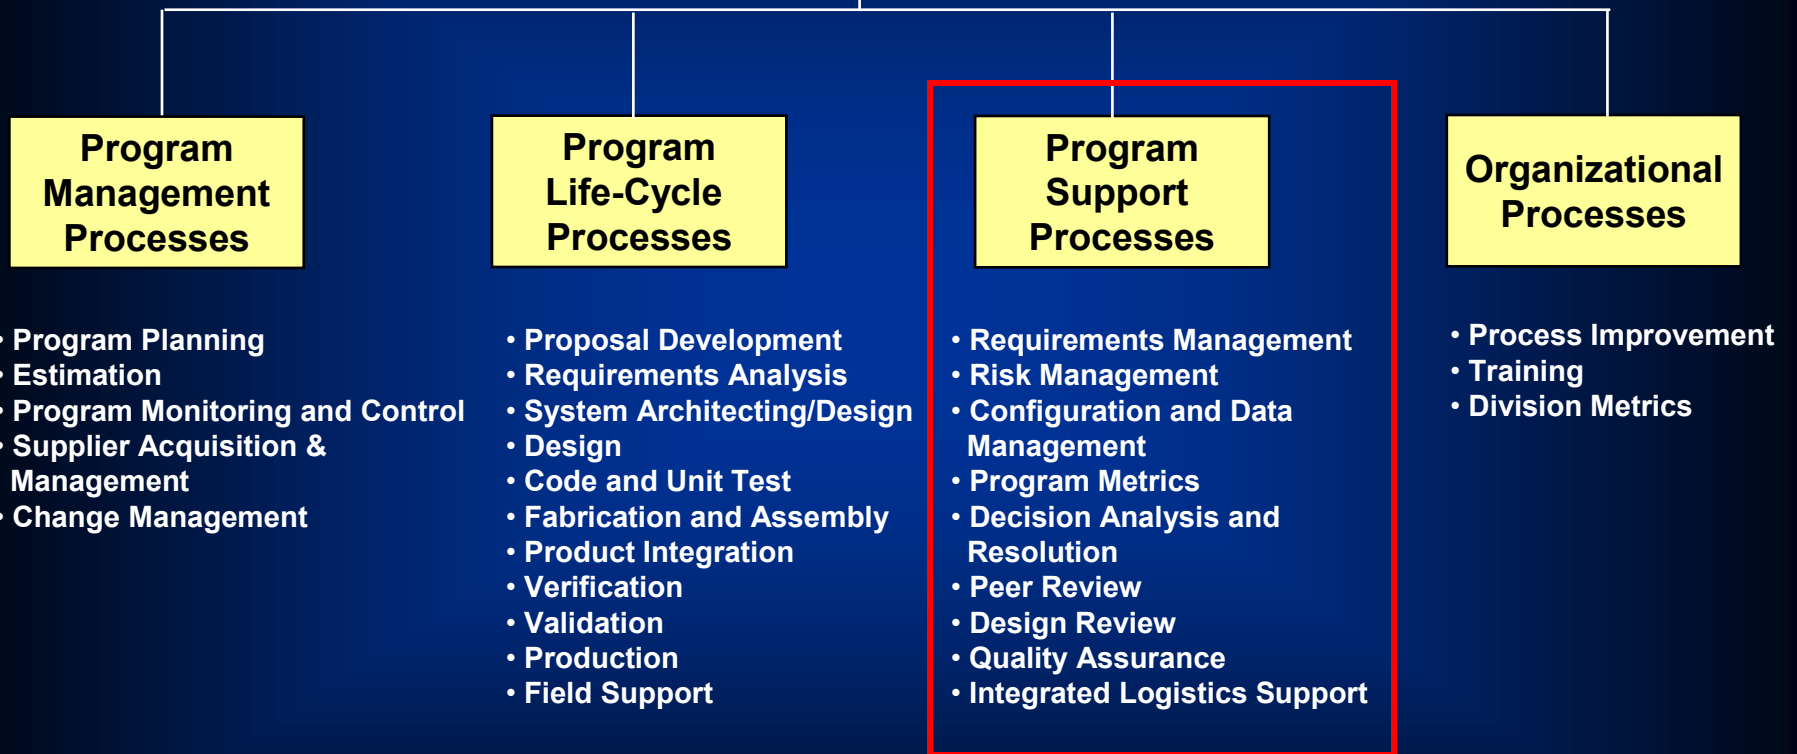 Program
Management
Processes
• Program Planning
• Estimation
• Program Monitoring and Control
• Supplier Acquisition &
Management
• Change Management
Program
Life-Cycle
Processes
• Proposal Development
• Requirements Analysis
• System Architecting/Design
• Design
• Code and Unit Test
• Fabrication and Assembly
• Product Integration
• Verification
• Validation
• Production
• Field Support
Program
Support
Processes
• Requirements Management
• Risk Management
• Configuration and Data
Management
• Program Metrics
• Decision Analysis and
Resolution
• Peer Review
• Design Review
• Quality Assurance
• Integrated Logistics Support
Organizational
Processes
• Process Improvement
• Training
• Division Metrics